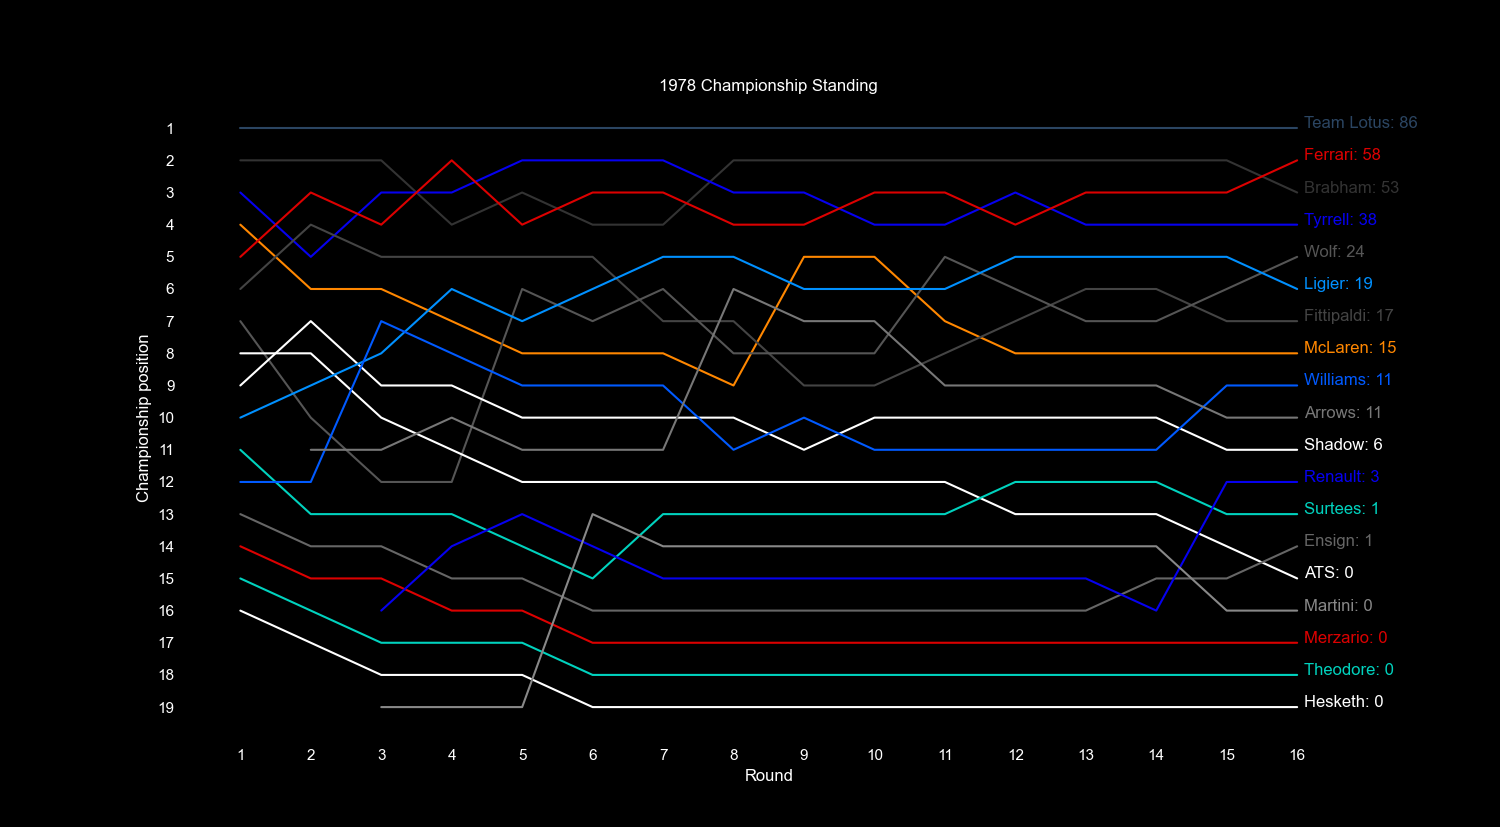 1978 Championship Standing
Championship position
1
2
3
4
5
6
7
8
9
10
11
12
13
14
15
16
17
18
19
Team Lotus: 86
Ferrari: 58
Brabham: 53
Tyrrell: 38
Wolf: 24
Ligier: 19
Fittipaldi: 17
McLaren: 15
Williams: 11
Arrows: 11
Shadow: 6
Renault: 3
Surtees: 1
Ensign: 1
ATS: 0
Martini: 0
Merzario: 0
Theodore: 0
Hesketh: 0
1 2 3 4 5 6 7 8 9 10 11 12 13 14 15 16
Round